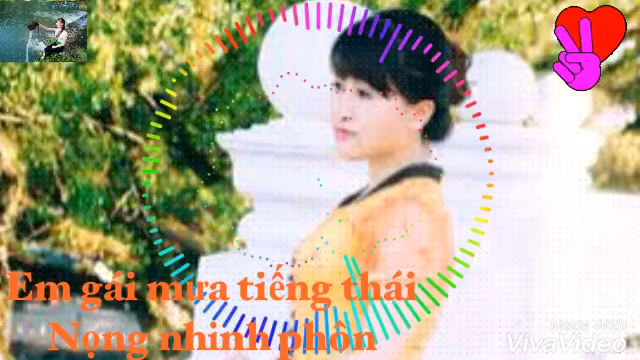 Em gái mưa tiếng thái
Nọng nhinh phôn
VivaVideo